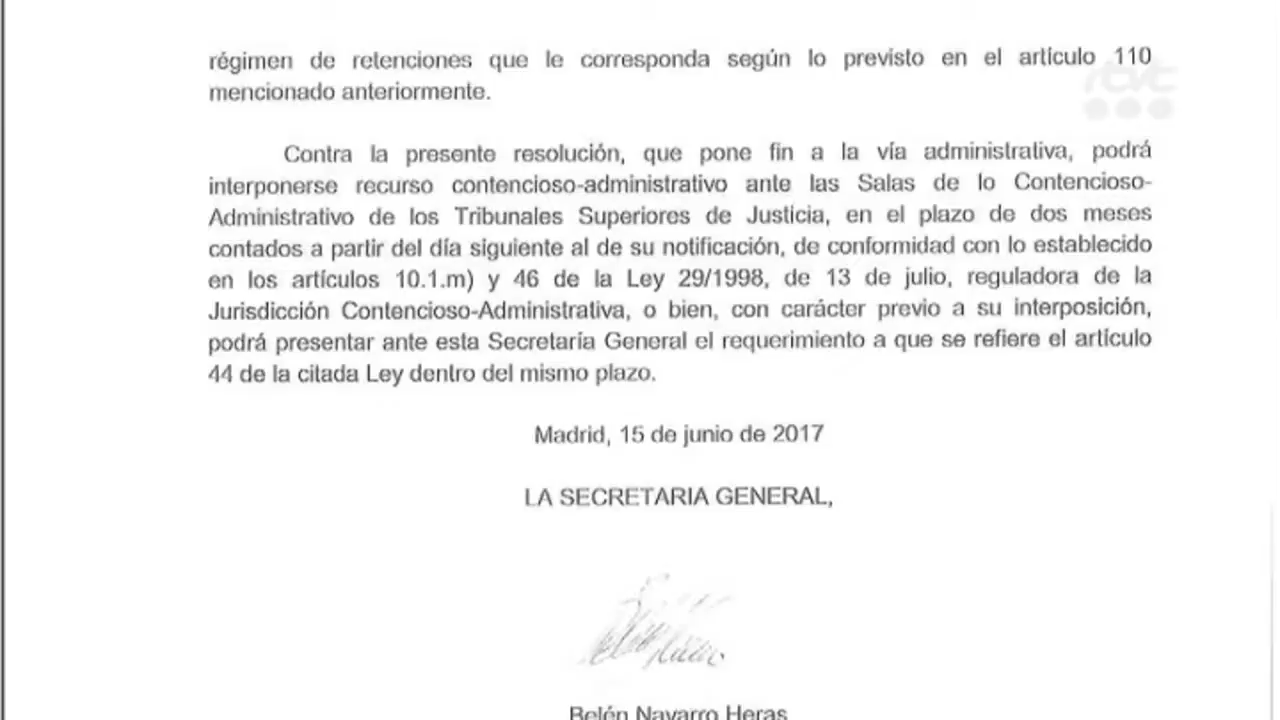 régimen de retenciones que le corresponda según lo previsto en el artículo 110
mencionado anteriormente.
rtve
Contra la presente resolución, que pone fin a la vía administrativa, podrá
interponerse recurso contencioso-administrativo ante las Salas de lo Contencioso-
Administrativo de los Tribunales Superiores de Justicia, en el plazo de dos meses
contados a partir del día siguiente al de su notificación, de conformidad con lo establecido
en los artículos 10.1.m) y 46 de la Ley 29/1998, de 13 de julio, reguladora de la
Jurisdicción Contencioso-Administrativa, o bien, con carácter previo a su interposición,
podrá presentar ante esta Secretaría General el requerimiento a que se refiere el artículo
44 de la citada Ley dentro del mismo plazo.
Madrid, 15 de junio de 2017
LA SECRETARIA GENERAL,
Belén Navarro Heras